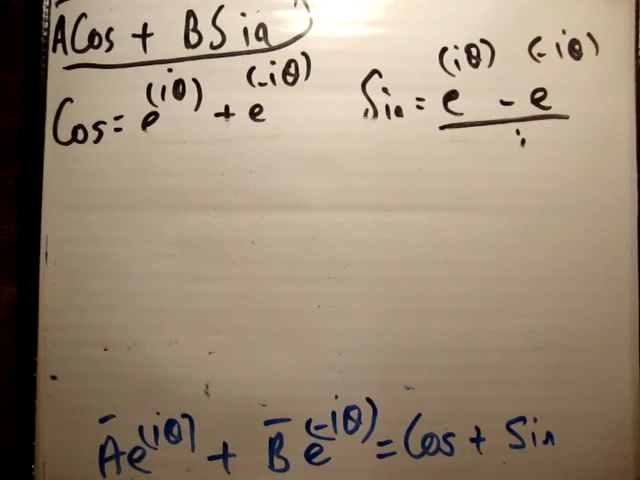 ACos + BSin
Cos = e^(iθ) + e^(-iθ)
Sin = e^(iθ) - e^(-iθ) / i
Āe^(iθ) + B̄e^(-iθ) = Cos + Sin